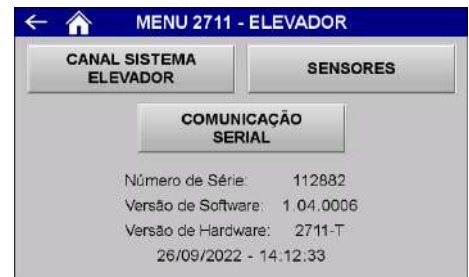 MENU 2711 - ELEVADOR
CANAL SISTEMA
ELEVADOR
SENSORES
COMUNICAÇÃO
SERIAL
Número de Série: 112882
Versão de Software: 1.04.0006
Versão de Hardware: 2711-T
26/09/2022 - 14:12:33